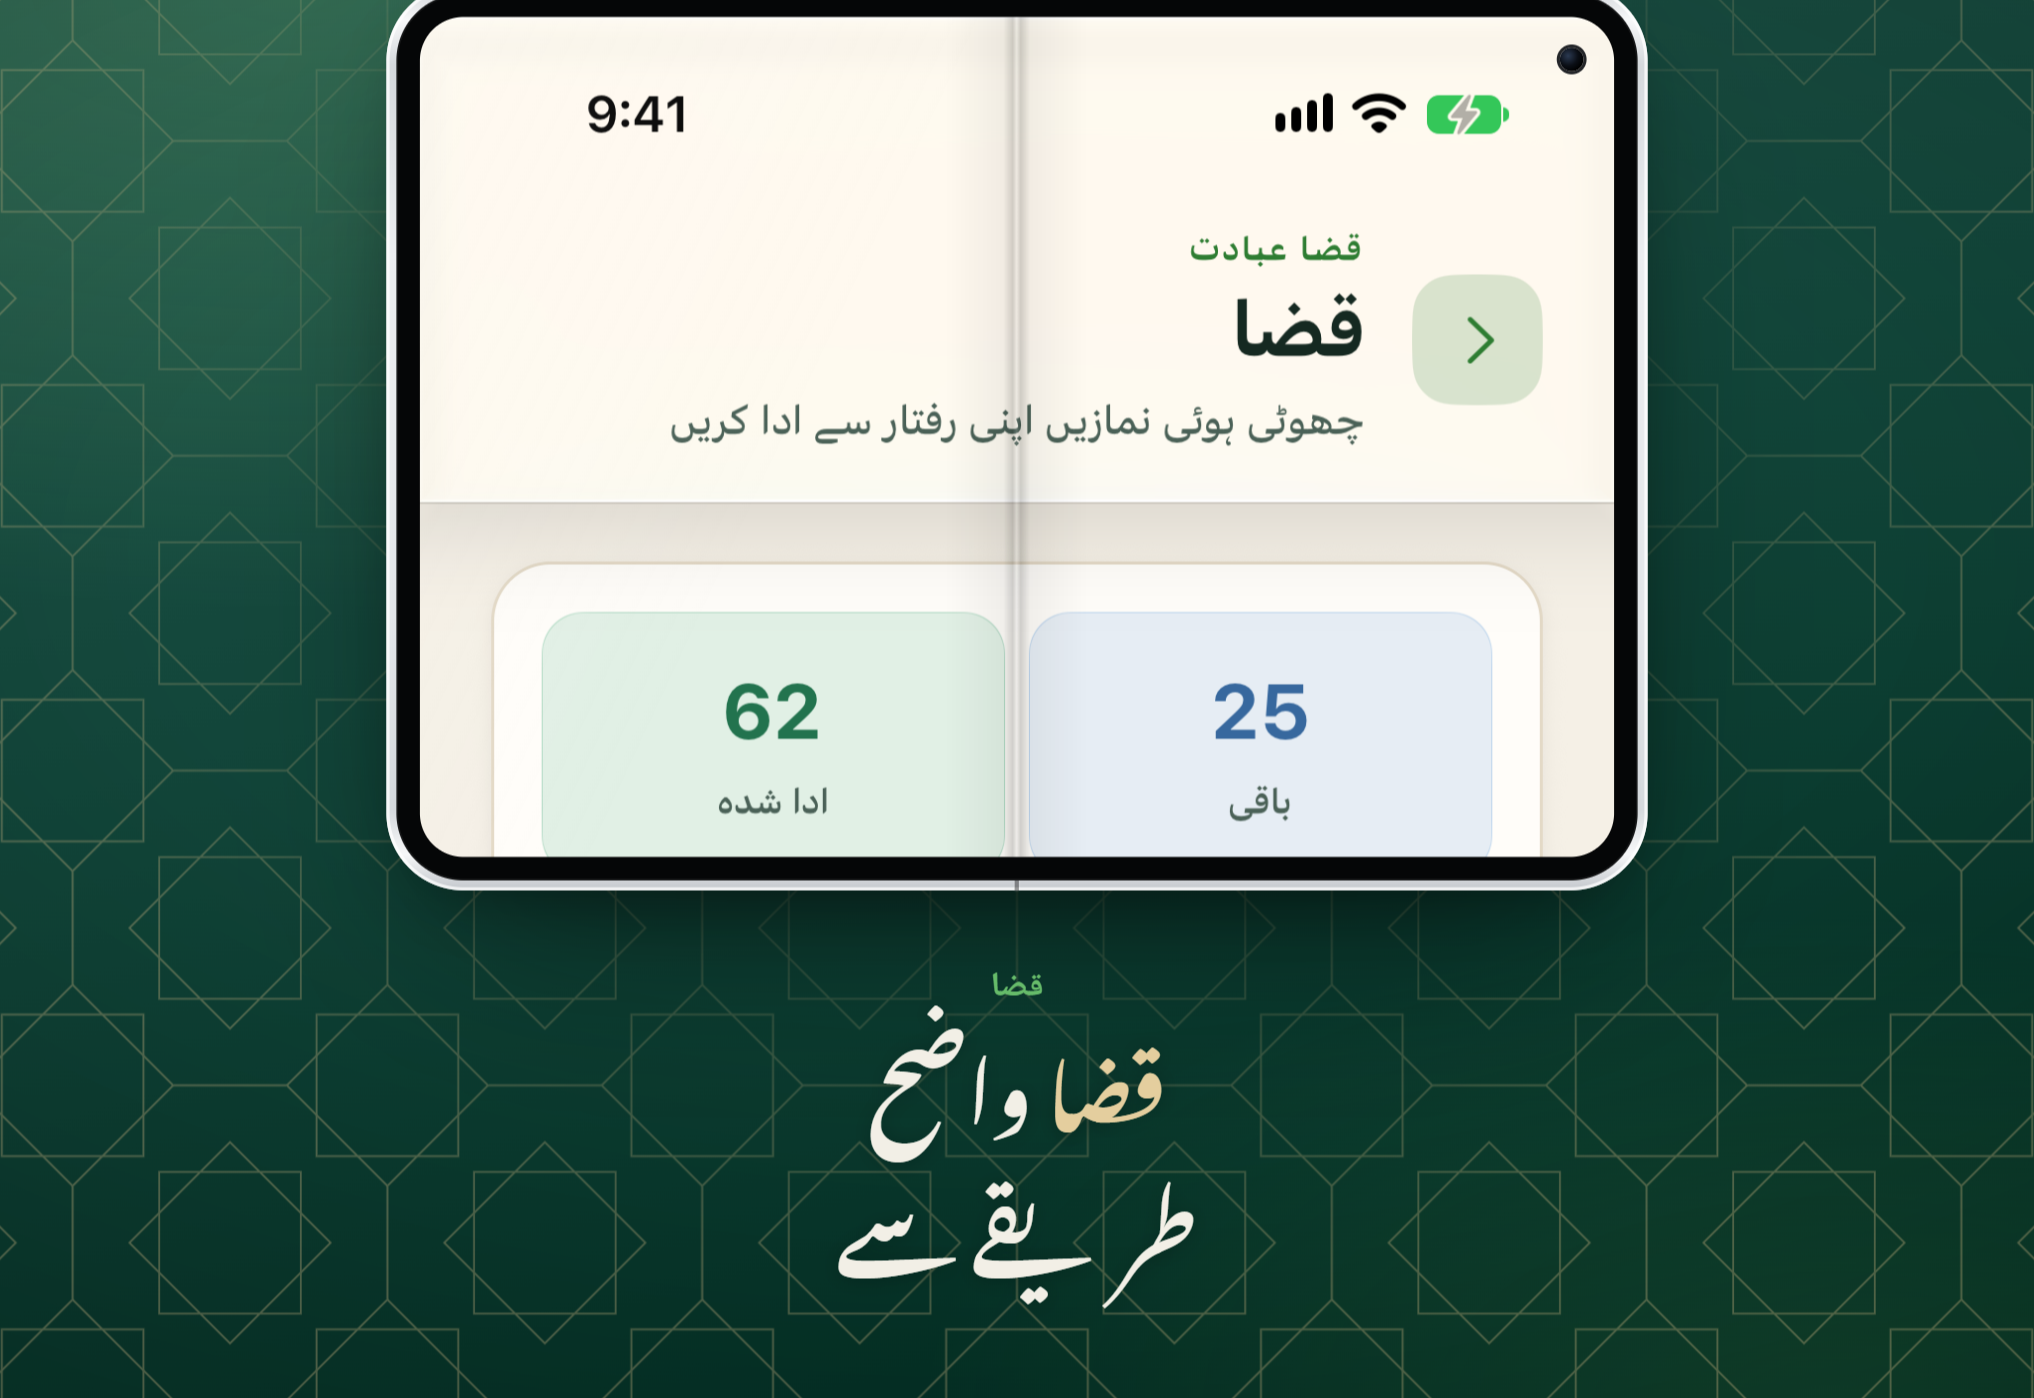 9:41
قضا عبادت
قضا
چھوٹی ہوئی نمازیں اپنی رفتار سے ادا کریں
25
باقی
62
ادا شدہ
قضا
قضا واضح
طریقے سے